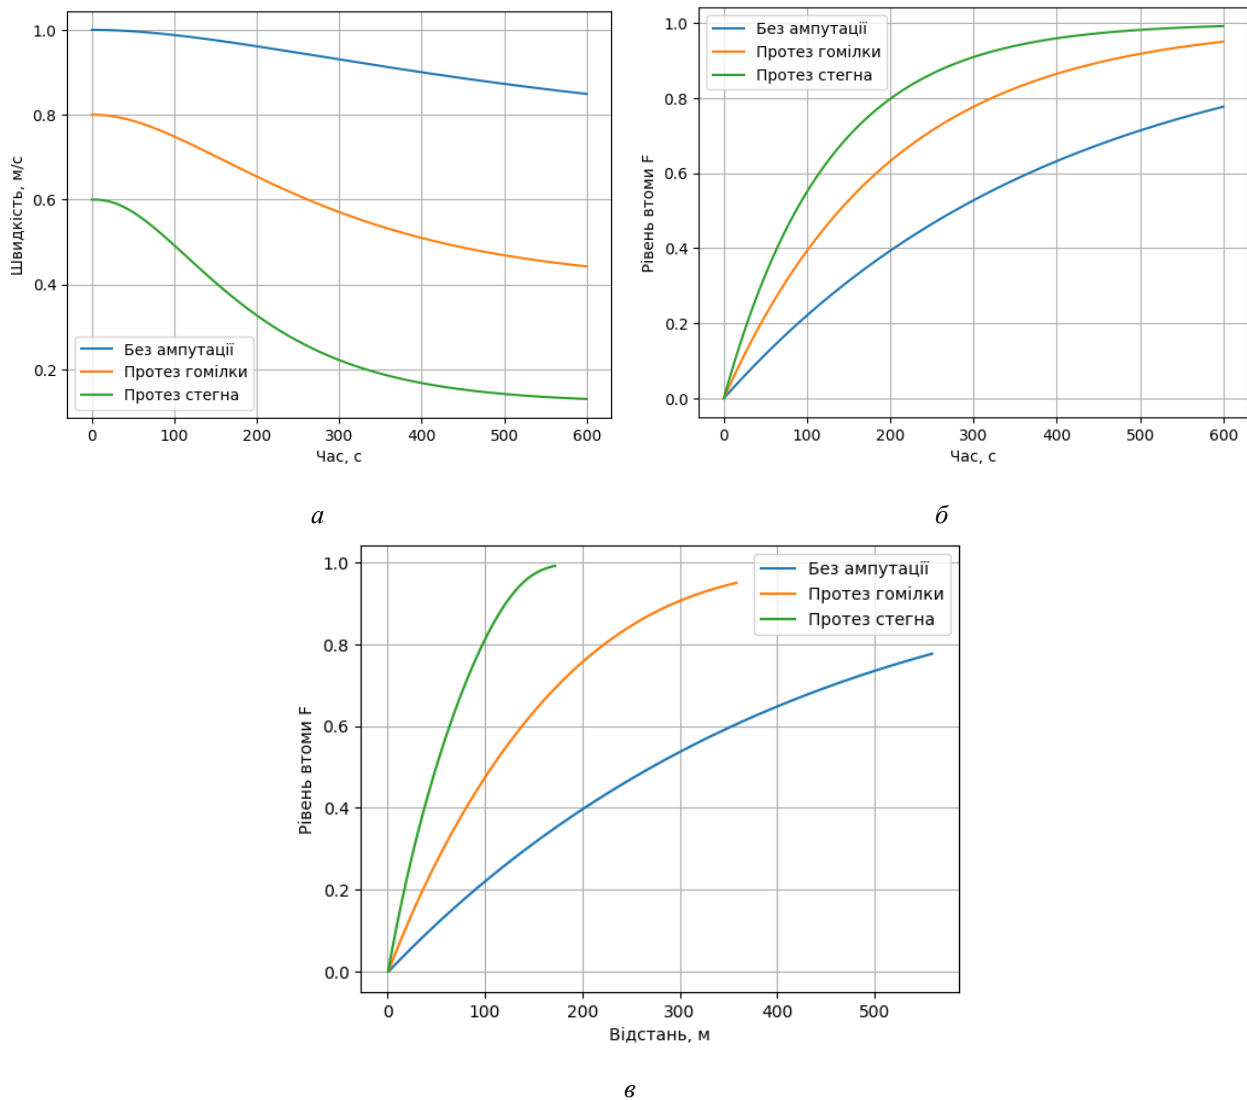 1.0
0.8
0.6
0.4
0.2
Швидкість, м/с
Без ампутації
Протез гомілки
Протез стегна
0 100 200 300 400 500 600
Час, с
а
1.0
0.8
0.6
0.4
0.2
0.0
Рівень втоми F
Без ампутації
Протез гомілки
Протез стегна
0 100 200 300 400 500 600
Час, с
б
1.0
0.8
0.6
0.4
0.2
0.0
Рівень втоми F
Без ампутації
Протез гомілки
Протез стегна
0 100 200 300 400 500
Відстань, м
в